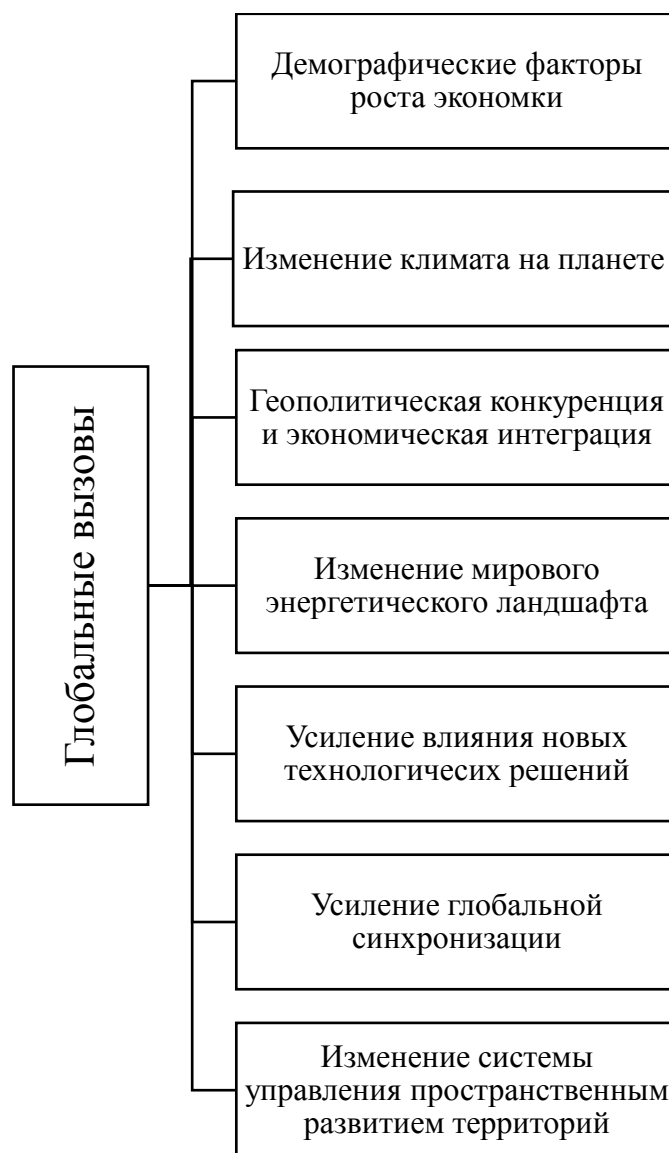 Глобальные вызовы
Демографические факторы
роста экономки
Изменение климата на планете
Геополитическая конкуренция
и экономическая интеграция
Изменение мирового
энергетического ландшафта
Усиление влияния новых
технологичесих решений
Усиление глобальной
синхронизации
Изменение системы
управления пространственным
развитием территорий